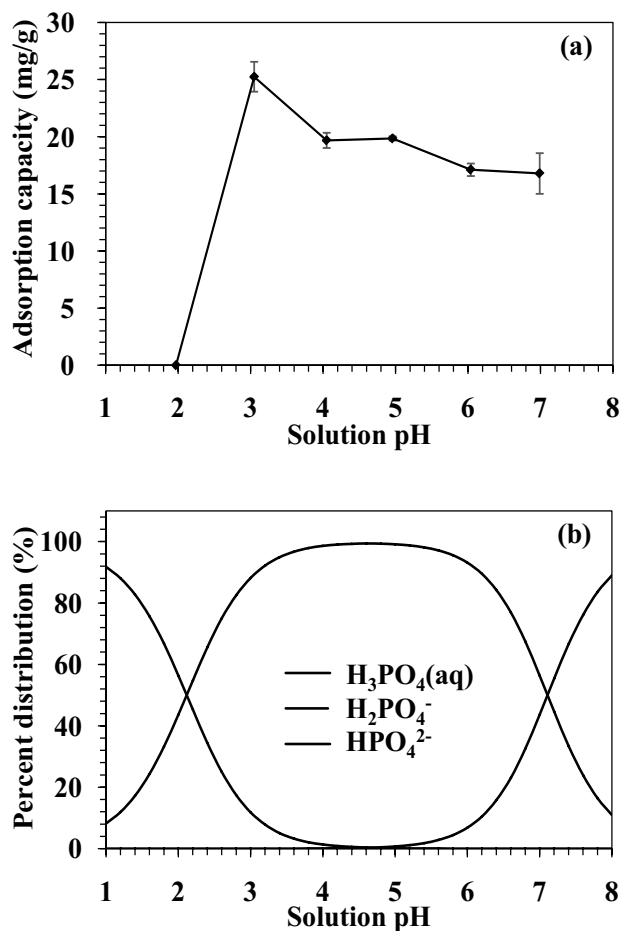 (a)
Adsorption capacity (mg/g)
30
25
20
15
10
5
0
1 2 3 4 5 6 7 8
Solution pH
(b)
Percent distribution (%)
100
80
60
40
20
0
H₃PO₄(aq)
H₂PO₄⁻
HPO₄²⁻
1 2 3 4 5 6 7 8
Solution pH